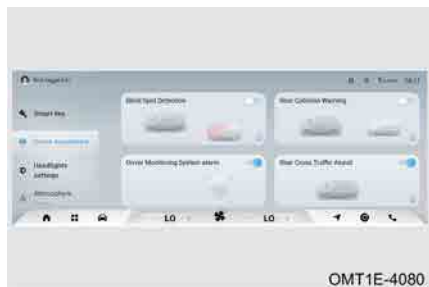 Smart Key
Driver Assistance
Headlights
settings
Atmosphere
Blind Spot Detection
Rear Collision Warning
Driver Monitoring System alarm
Rear Cross Traffic Assist
LO
LO
OMT1E-4080